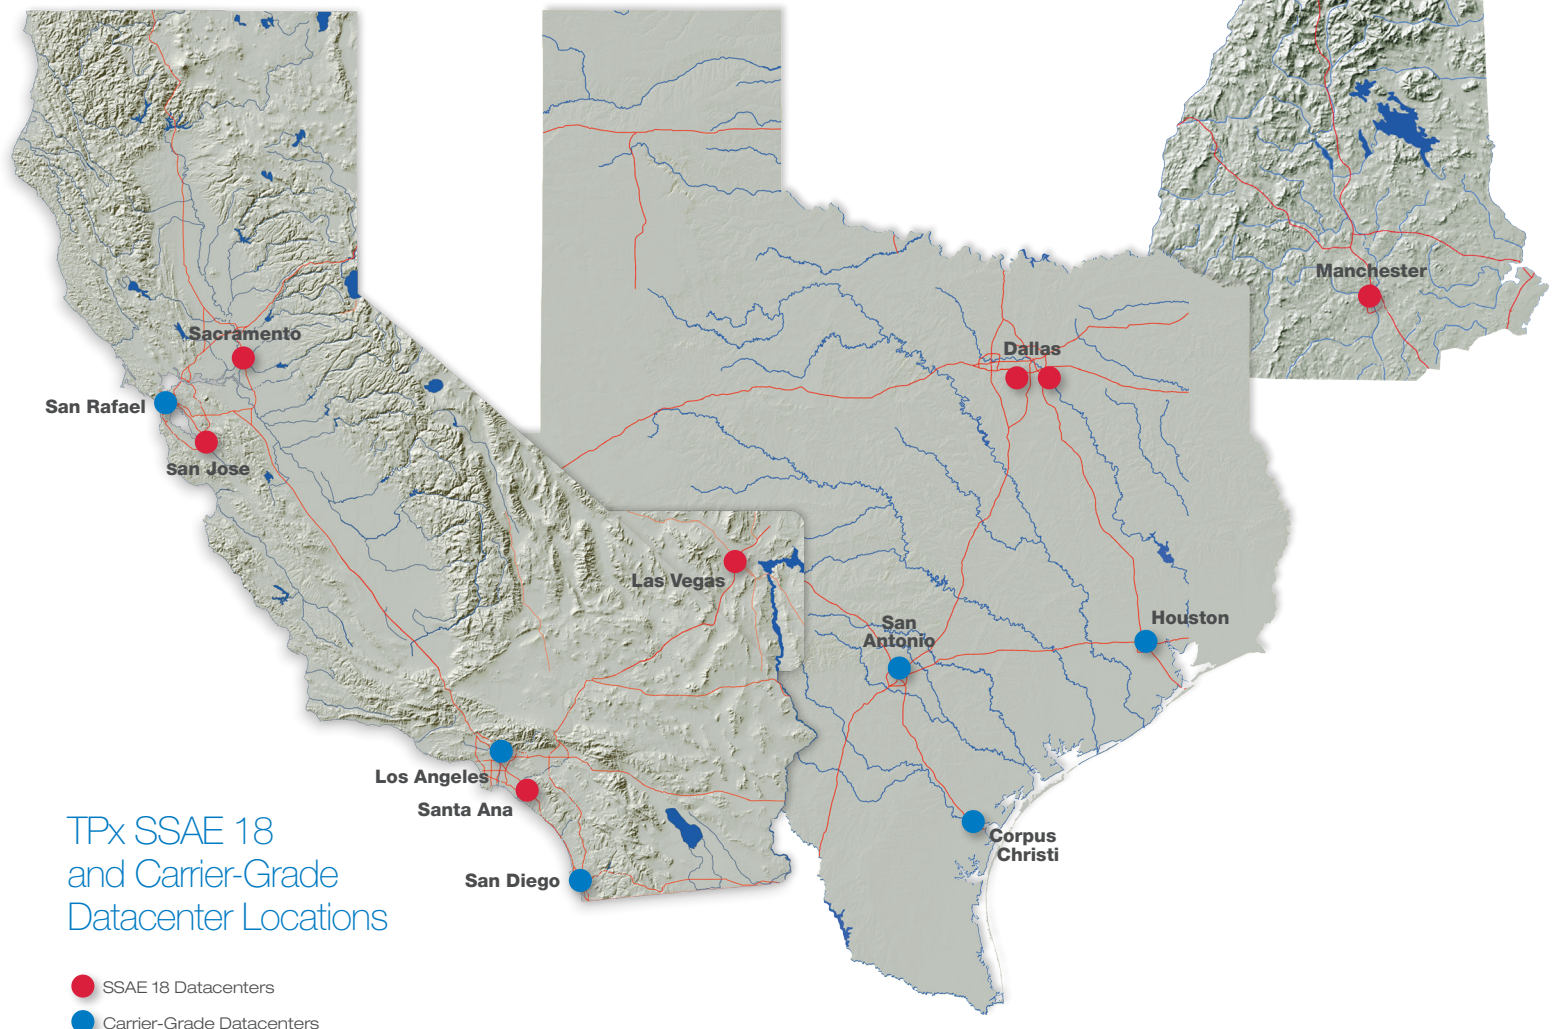 Manchester
Sacramento
Dallas
San Rafael
San Jose
Las Vegas
San
Antonio
Houston
Los Angeles
Santa Ana
Corpus
Christi
San Diego
TPx SSAE 18
and Carrier-Grade
Datacenter Locations
SSAE 18 Datacenters
Carrier-Grade Datacenters